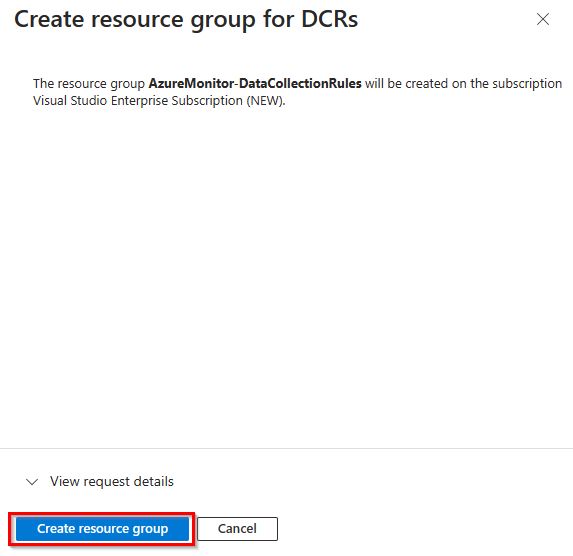 Create resource group for DCRs
The resource group AzureMonitor-DataCollectionRules will be created on the subscription
Visual Studio Enterprise Subscription (NEW).
View request details
Create resource group
Cancel